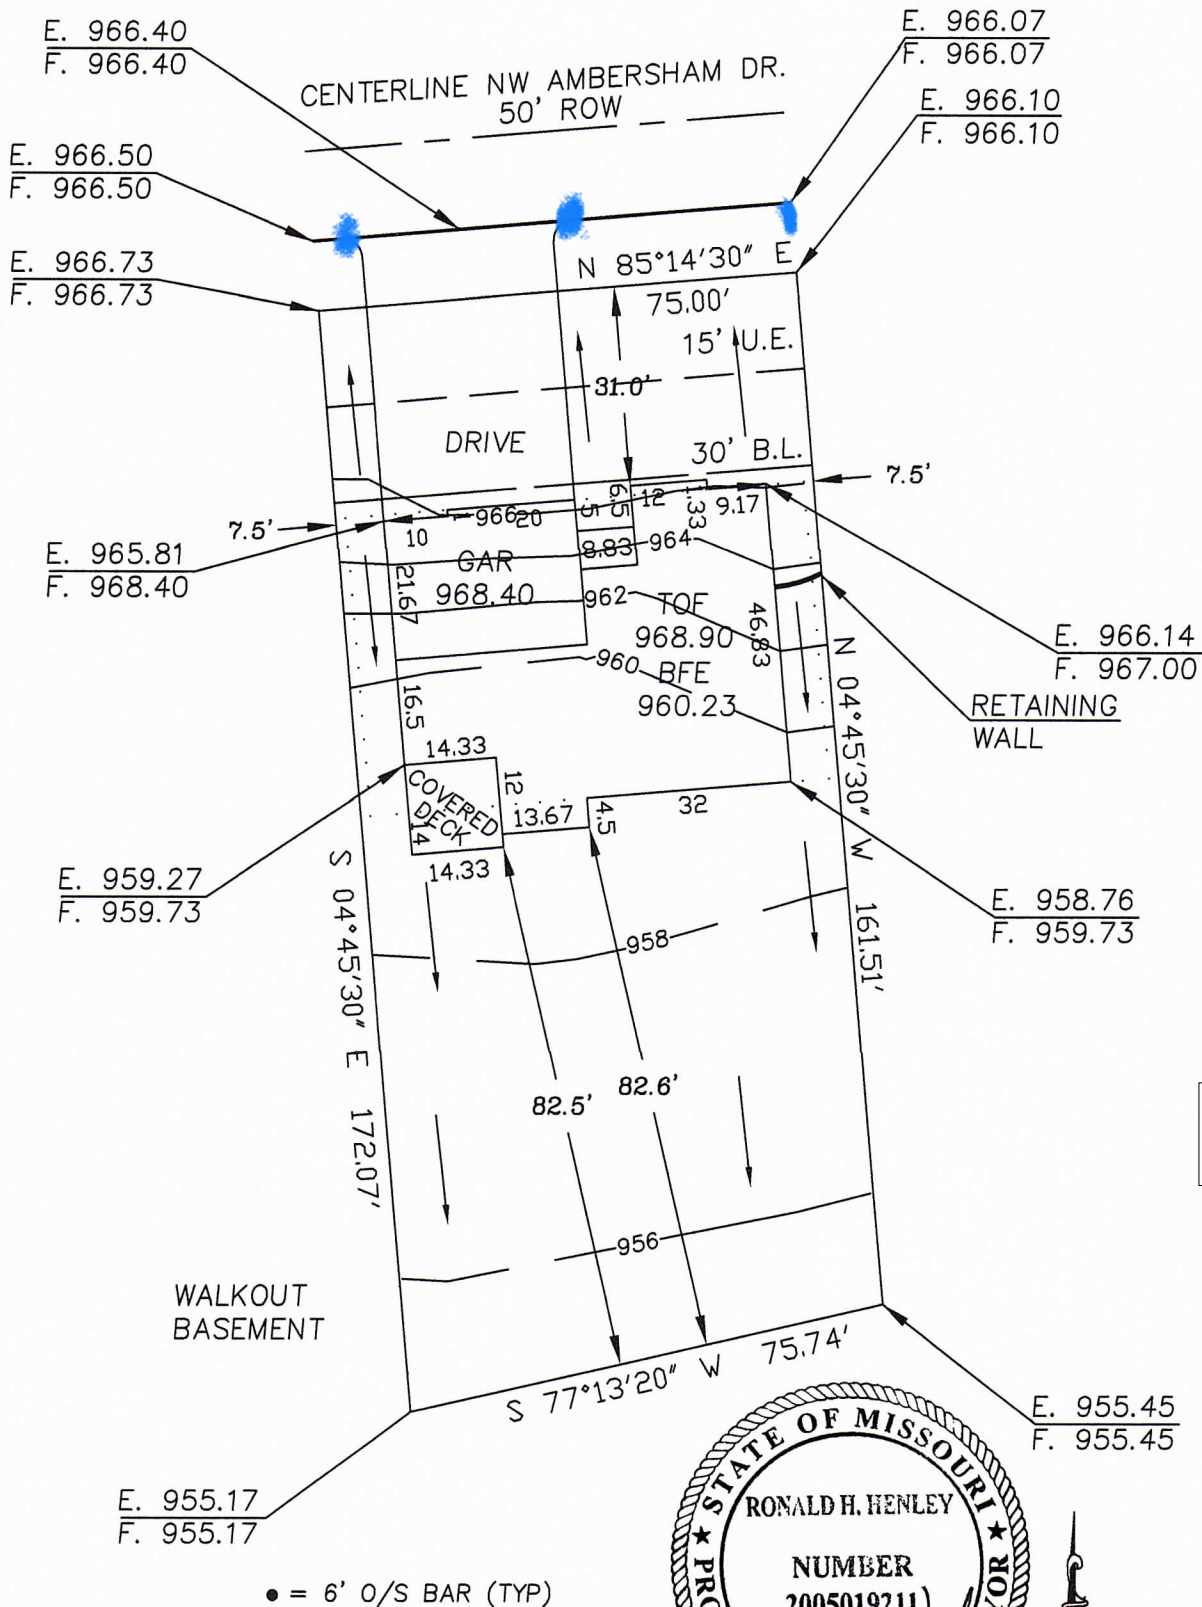 E. 966.40
F. 966.40
E. 966.07
F. 966.07
CENTERLINE NW AMBERSHAM DR.
50' ROW
E. 966.10
F. 966.10
E. 966.50
F. 966.50
E. 966.73
F. 966.73
N 85°14'30" E
75.00'
15' U.E.
31.0'
DRIVE
30' B.L.
7.5'
7.5'
966
20
10
5
6.5
12
1.33
9.17
E. 965.81
F. 968.40
GAR
968.40
8.83
964
21.67
962
TOF
968.90
46.83
E. 966.14
F. 967.00
960
BFE
960.23
RETAINING
WALL
16.5
14.33
COVERED
DECK
12
14
13.67
4.5
32
14.33
N 04°45'30" W 161.51'
E. 959.27
F. 959.73
E. 958.76
F. 959.73
958
S 04°45'30" E 172.07'
82.5'
82.6'
956
WALKOUT
BASEMENT
S 77°13'20" W 75.74'
E. 955.45
F. 955.45
E. 955.17
F. 955.17
STATE OF MISSOURI
RONALD H. HENLEY
NUMBER
● = 6' O/S BAR (TYP)